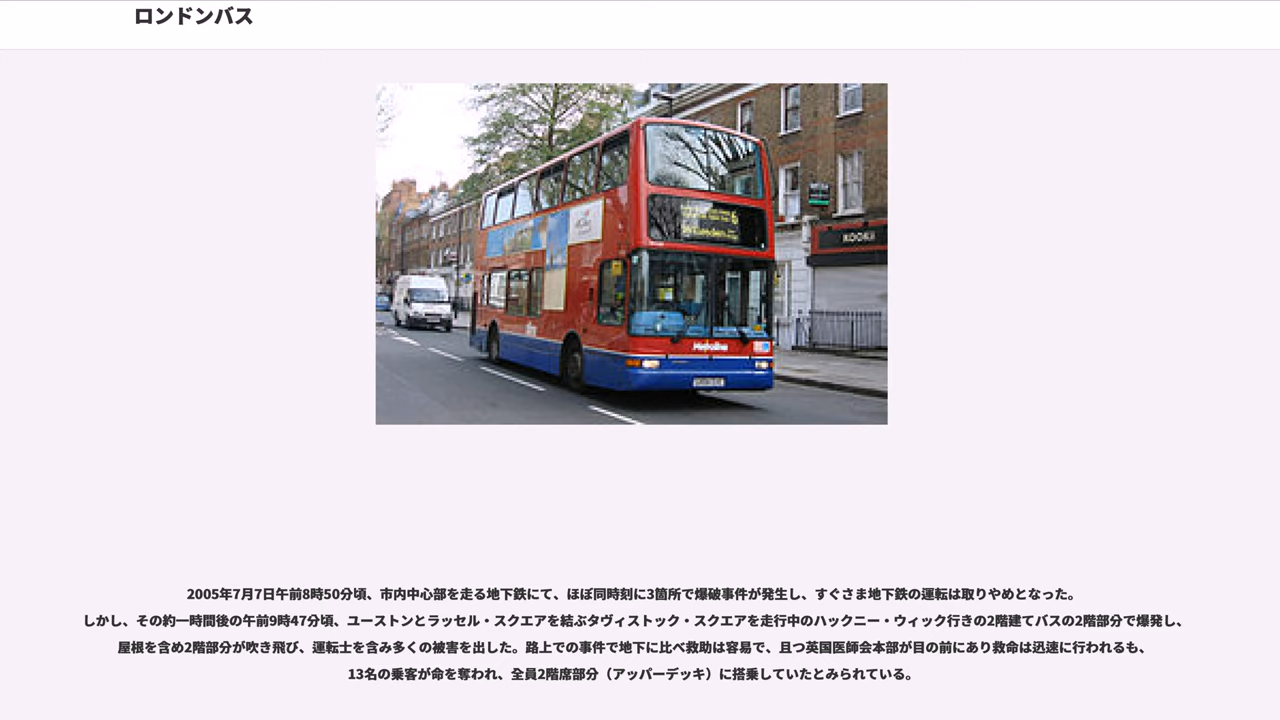 ロンドンバス
6
KOOKAI
Metroline
2005年7月7日午前8時50分頃、市内中心部を走る地下鉄にて、ほぼ同時刻に3箇所で爆破事件が発生し、すぐさま地下鉄の運転は取りやめとなった。
しかし、その約一時間後の午前9時47分頃、ユーストンとラッセル・スクエアを結ぶタヴィストック・スクエアを走行中のハックニー・ウィック行きの2階建てバスの2階部分で爆発し、
屋根を含め2階部分が吹き飛び、運転士を含み多くの被害を出した。路上での事件で地下に比べ救助は容易で、且つ英国医師会本部が目の前にあり救命は迅速に行われるも、
13名の乗客が命を奪われ、全員2階席部分（アッパーデッキ）に搭乗していたとみられている。